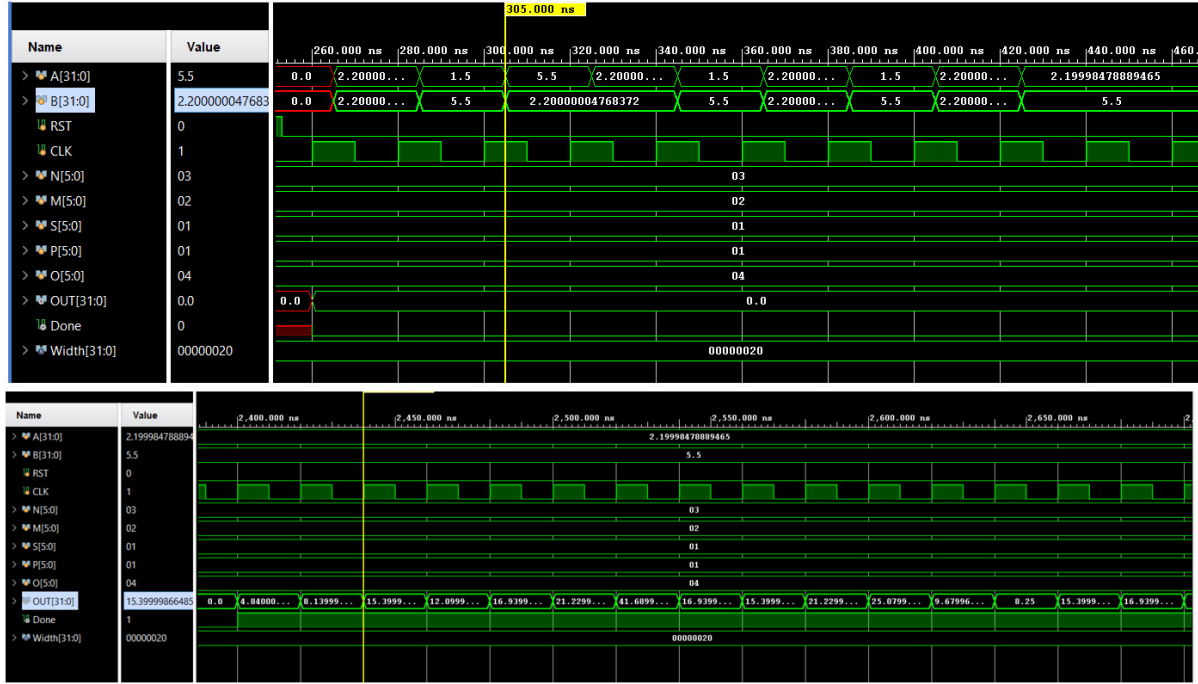 305.000 ns
Name Value
260.000 ns 280.000 ns 300.000 ns 320.000 ns 340.000 ns 360.000 ns 380.000 ns 400.000 ns 420.000 ns 440.000 ns 460.
A[31:0] 5.5 0.0 2.20000... 1.5 5.5 2.20000... 1.5 2.20000... 1.5 2.20000... 2.19998478889465
B[31:0] 2.200000047683 0.0 2.20000... 5.5 2.20000004768372 5.5 2.20000... 5.5 2.20000... 5.5
RST 0
CLK 1
N[5:0] 03 03
M[5:0] 02 02
S[5:0] 01 01
P[5:0] 01 01
O[5:0] 04 04
OUT[31:0] 0.0 0.0 0.0
Done 0
Width[31:0] 00000020 00000020
Name Value
2,400.000 ns 2,450.000 ns 2,500.000 ns 2,550.000 ns 2,600.000 ns 2,650.000 ns 2
A[31:0] 2.19998478894 2.19998478889465
B[31:0] 5.5 5.5
RST 0
CLK 1
N[5:0] 03 03
M[5:0] 02 02
S[5:0] 01 01
P[5:0] 01 01
O[5:0] 04 04
OUT[31:0] 15.39999866485 0.0 4.84000... 8.13999... 15.3999... 12.0999... 16.9399... 21.2299... 41.6899... 16.9399... 15.3999... 21.2299... 25.0799... 9.67996... 8.25 15.3999... 16.9399...
Done 1
Width[31:0] 00000020 00000020